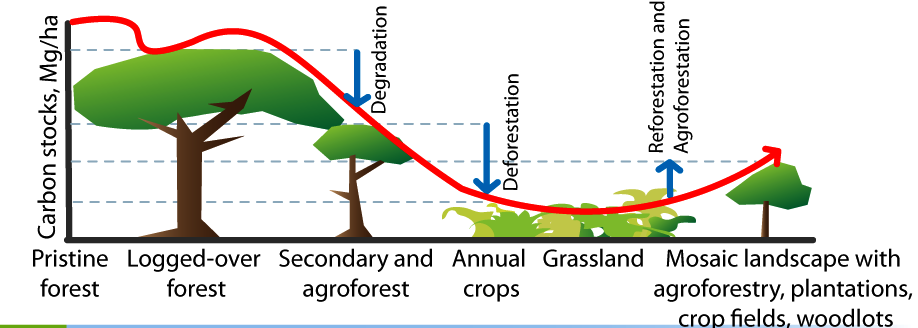 Carbon stocks, Mg/ha
Degradation
Deforestation
Reforestation and
Agroforestation
Pristine
forest
Logged-over
forest
Secondary and
agroforest
Annual
crops
Grassland
Mosaic landscape with
agroforestry, plantations,
crop fields, woodlots